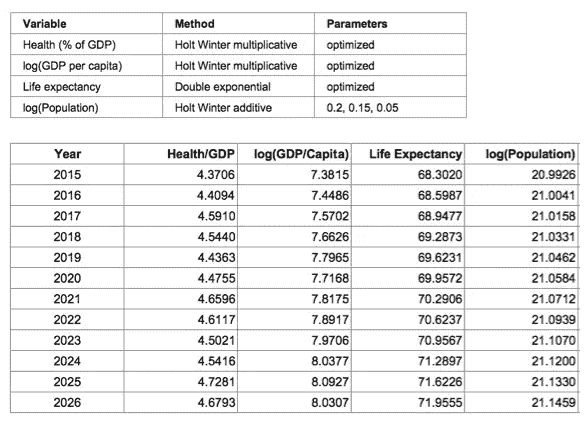 Variable Method Parameters
Health (% of GDP) Holt Winter multiplicative optimized
log(GDP per capita) Holt Winter multiplicative optimized
Life expectancy Double exponential optimized
log(Population) Holt Winter additive 0.2, 0.15, 0.05
Year Health/GDP log(GDP/Capita) Life Expectancy log(Population)
2015 4.3706 7.3815 68.3020 20.9926
2016 4.4094 7.4486 68.5987 21.0041
2017 4.5910 7.5702 68.9477 21.0158
2018 4.5440 7.6626 69.2873 21.0331
2019 4.4363 7.7965 69.6231 21.0462
2020 4.4755 7.7168 69.9572 21.0584
2021 4.6596 7.8175 70.2906 21.0712
2022 4.6117 7.8917 70.6237 21.0939
2023 4.5021 7.9706 70.9567 21.1070
2024 4.5416 8.0377 71.2897 21.1200
2025 4.7281 8.0927 71.6226 21.1330
2026 4.6793 8.0307 71.9555 21.1459